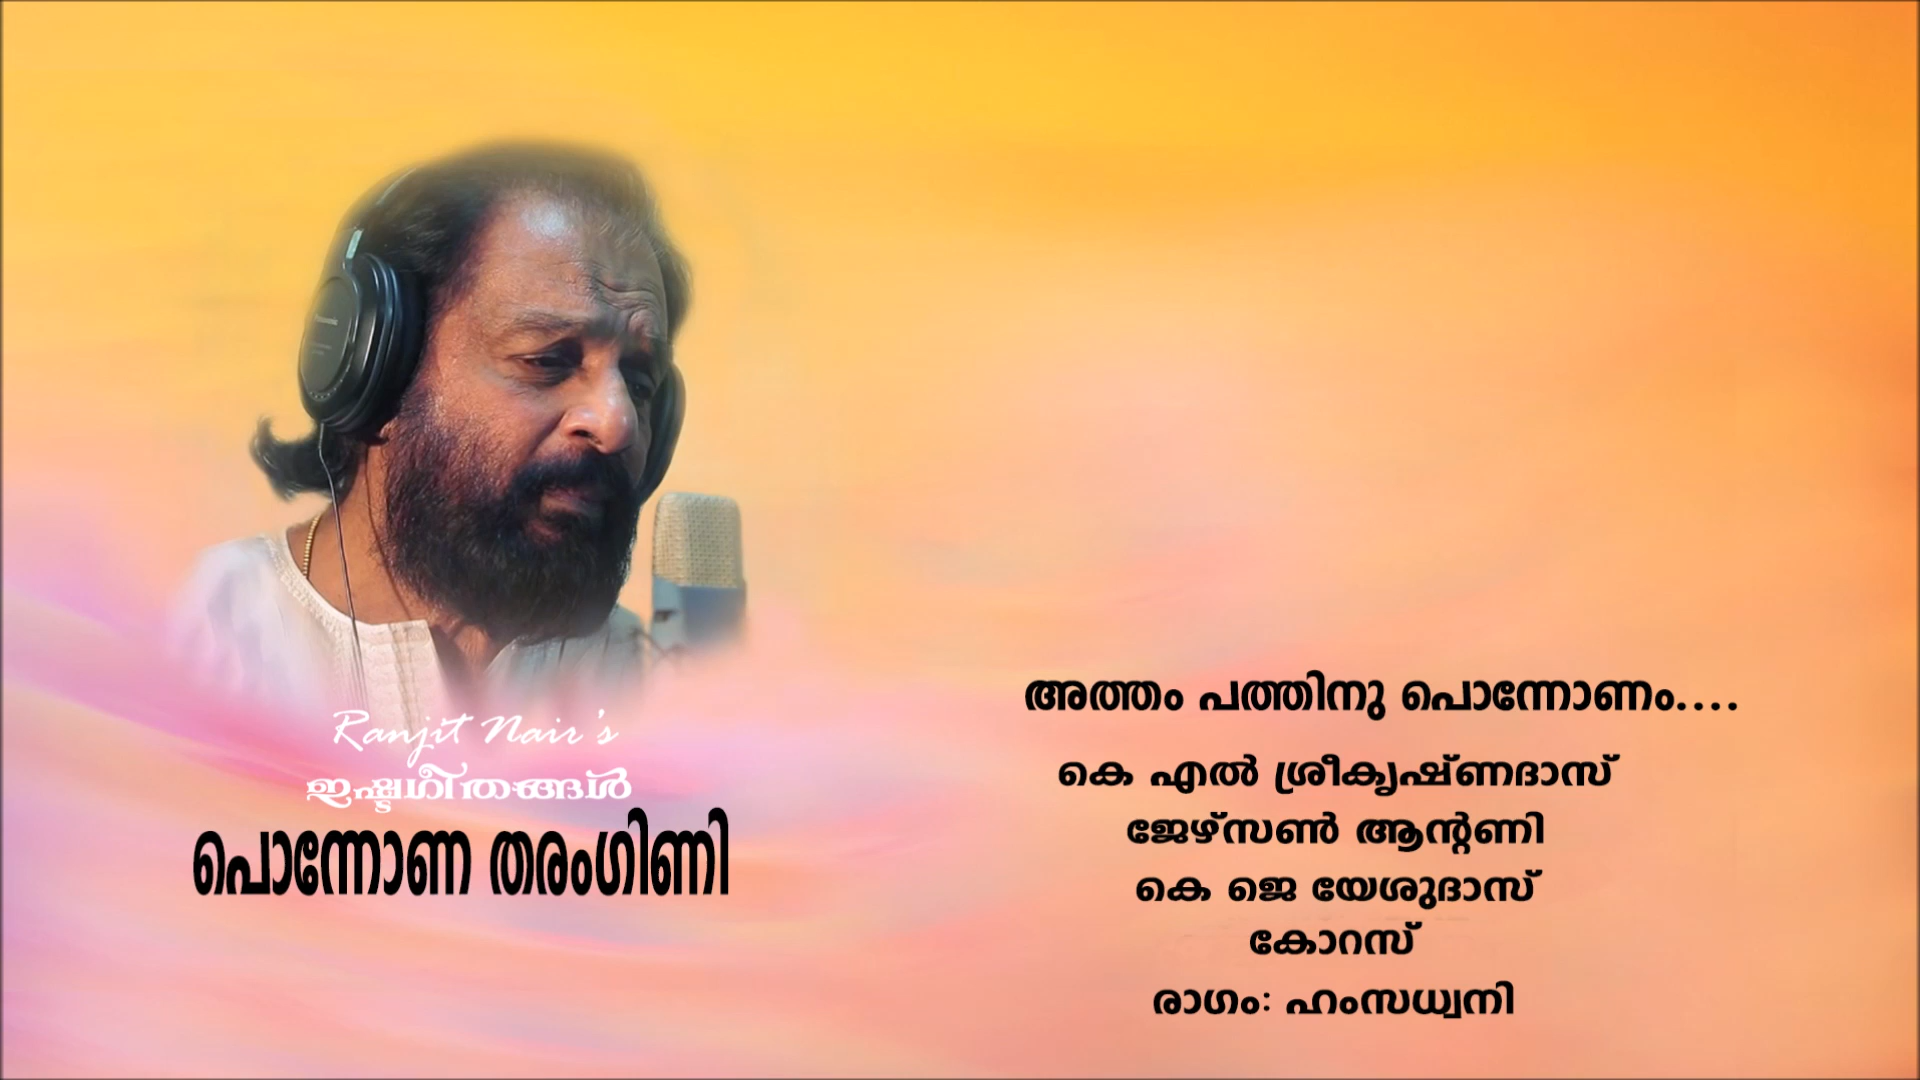 Ranjit Nair's
ഇഷ്ടഗീതങ്ങൾ
പൊന്നോണ തരംഗിണി
അത്തം പത്തിനു പൊന്നോണം....
കെ എൽ ശ്രീകൃഷ്ണദാസ്
ജേഴ്സൺ ആന്റണി
കെ ജെ യേശുദാസ്
കോറസ്
രാഗം: ഹംസധ്വനി